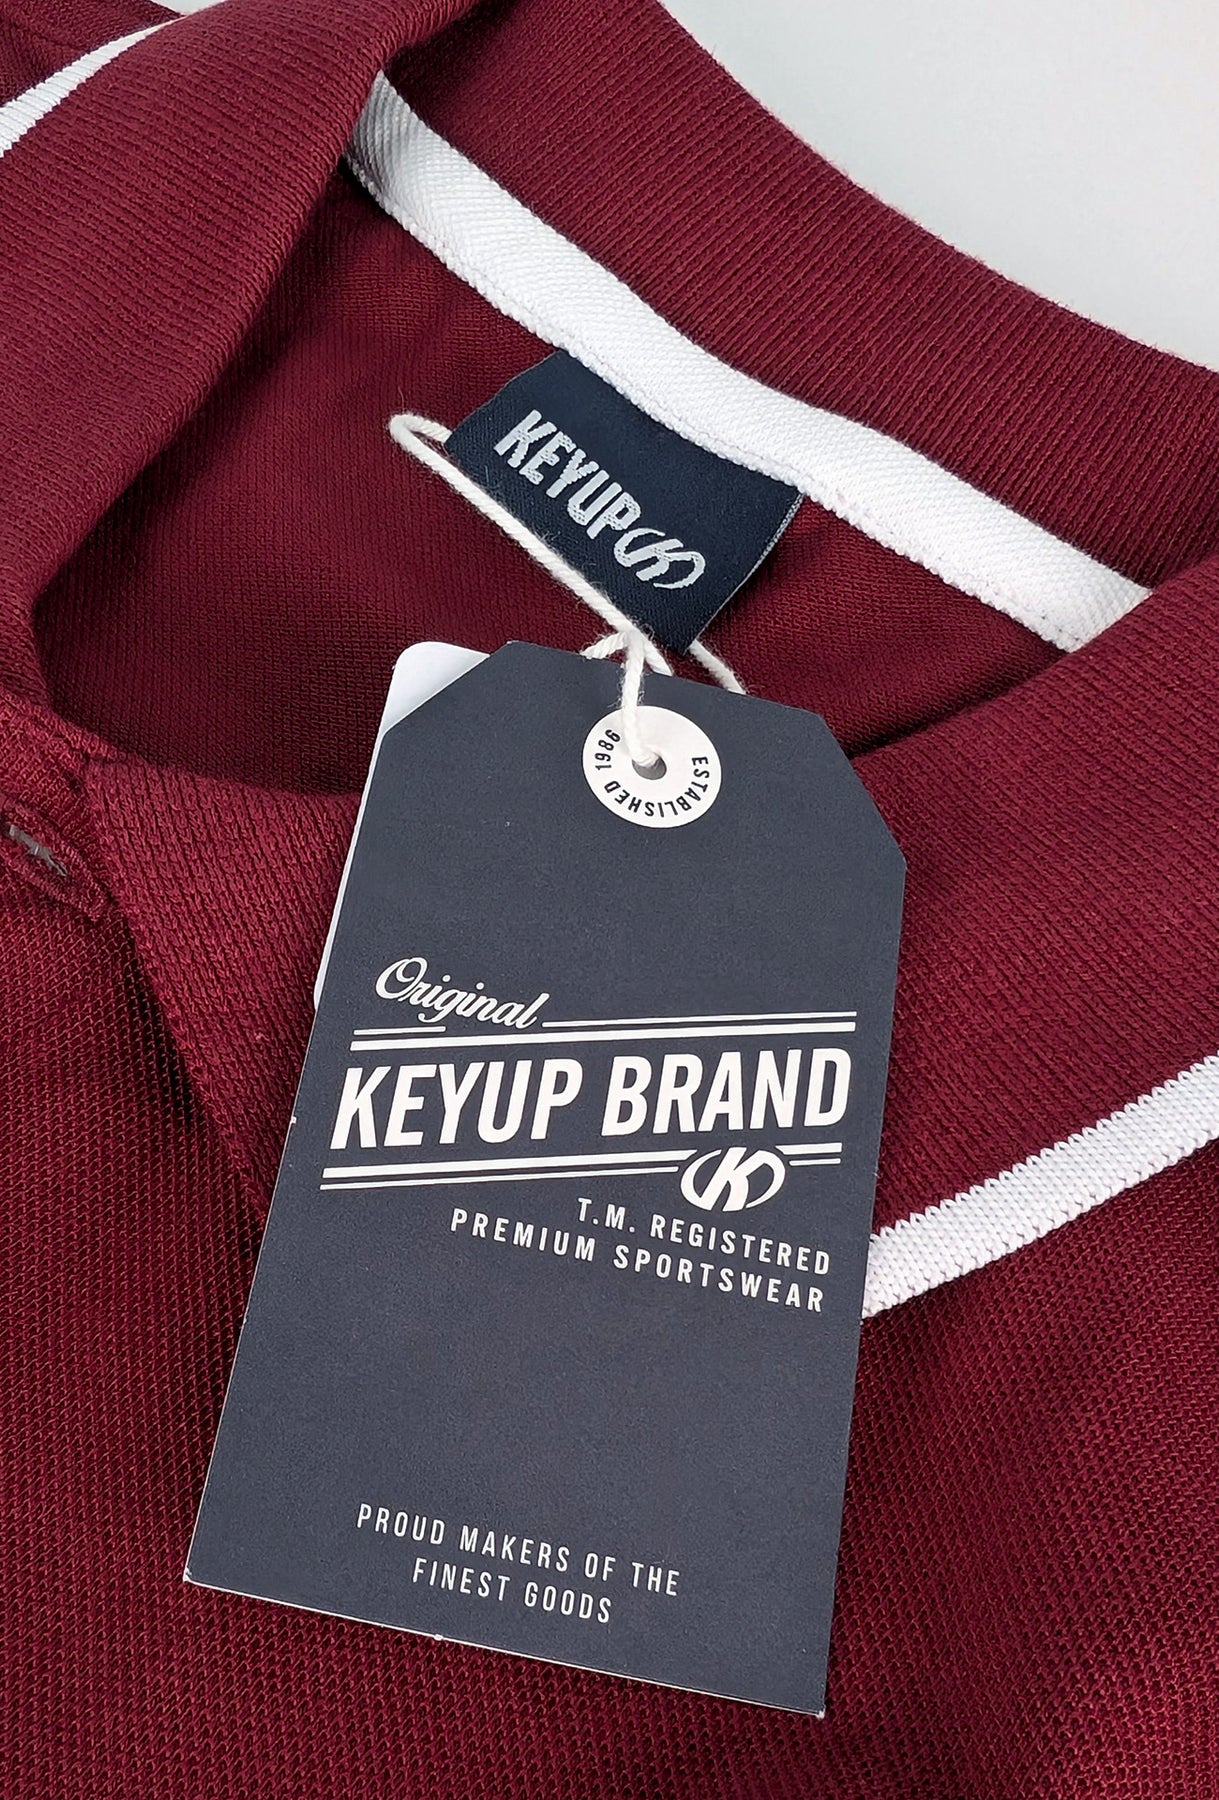 KEYUP K
ESTABLISHED 1986
Original
KEYUP BRAND
K
T.M. REGISTERED
PREMIUM SPORTSWEAR
PROUD MAKERS OF THE
FINEST GOODS